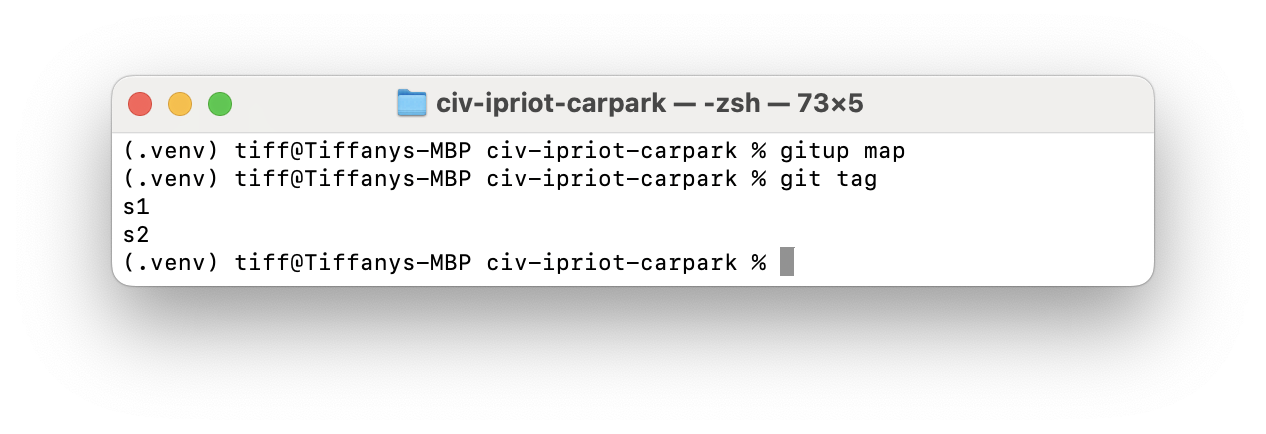 civ-ipriot-carpark — -zsh — 73×5
(.venv) tiff@Tiffanys-MBP civ-ipriot-carpark % gitup map
(.venv) tiff@Tiffanys-MBP civ-ipriot-carpark % git tag
s1
s2
(.venv) tiff@Tiffanys-MBP civ-ipriot-carpark %